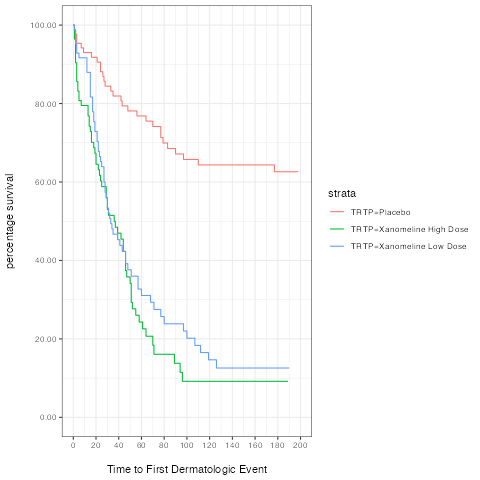 100.00
80.00
60.00
40.00
20.00
0.00
percentage survival
0 20 40 60 80 100 120 140 160 180 200
Time to First Dermatologic Event
strata
TRTP=Placebo
TRTP=Xanomeline High Dose
TRTP=Xanomeline Low Dose